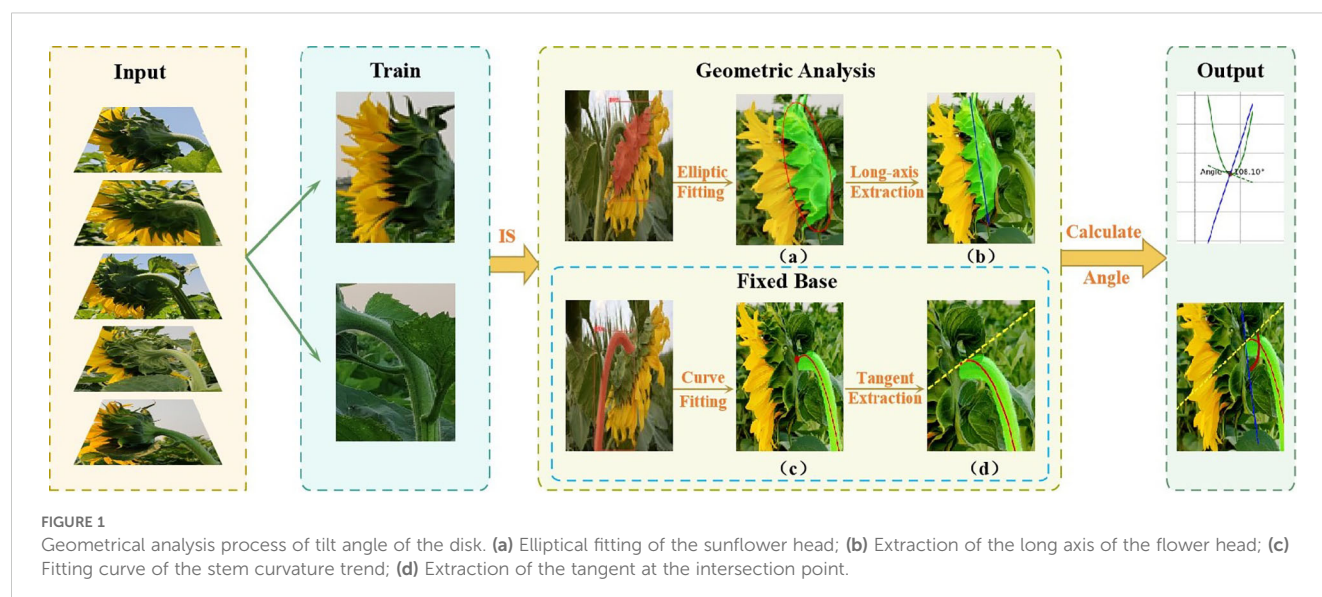 Input
Train
Geometric Analysis
Output
IS
Elliptic
Fitting
Long-axis
Extraction
(a)
(b)
Calculate
Angle
Angle
108.10°
Fixed Base
Curve
Fitting
Tangent
Extraction
(c)
(d)
FIGURE 1
Geometrical analysis process of tilt angle of the disk. (a) Elliptical fitting of the sunflower head; (b) Extraction of the long axis of the flower head; (c)
Fitting curve of the stem curvature trend; (d) Extraction of the tangent at the intersection point.